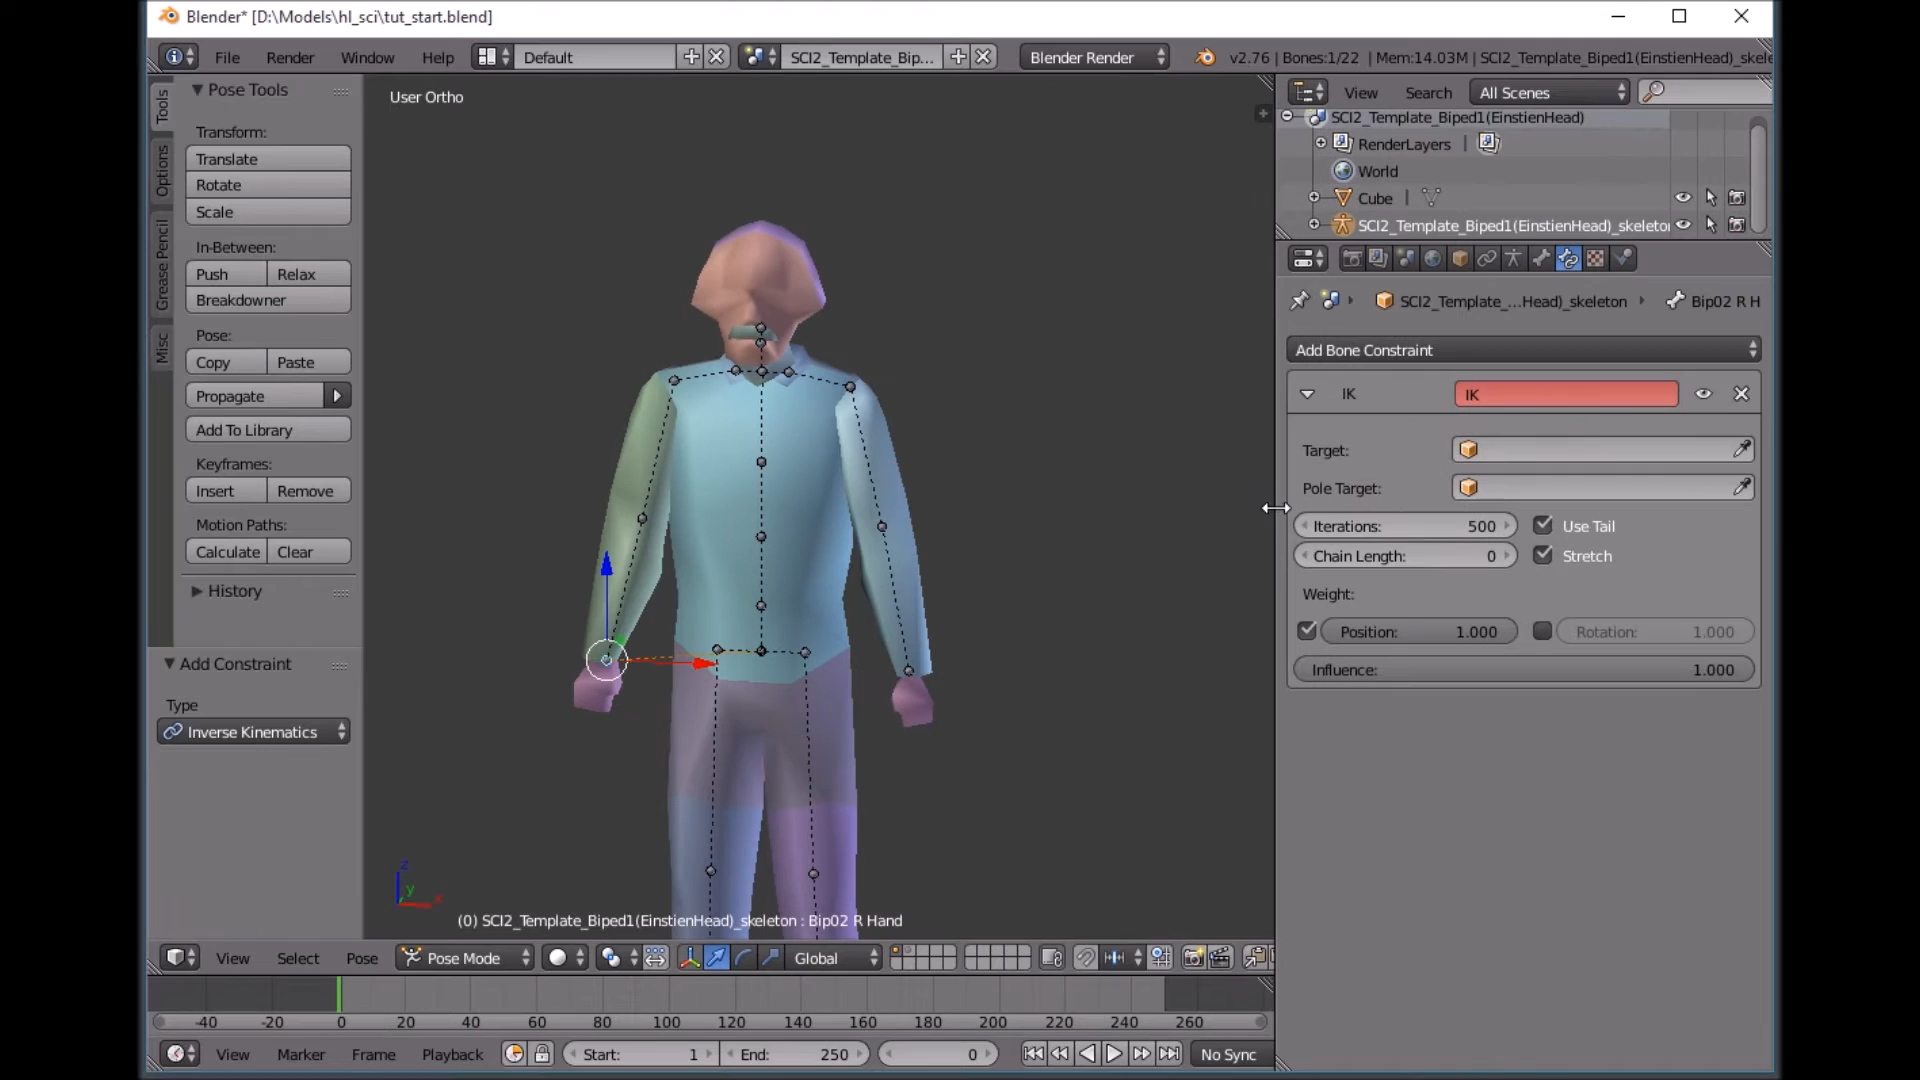 Blender* [D:\Models\hl_sci\tut_start.blend]
File Render Window Help Default SCI2_Template_Bip... Blender Render v2.76 | Bones:1/22 | Mem:14.03M | SCI2_Template_Biped1(EinstienHead)_skele
Tools
Options
Grease Pencil
Misc
Pose Tools
Transform:
Translate
Rotate
Scale
In-Between:
Push Relax
Breakdowner
Pose:
Copy Paste
Propagate
Add To Library
Keyframes:
Insert Remove
Motion Paths:
Calculate Clear
History
Add Constraint
Type
Inverse Kinematics
User Ortho
z
y
x
(0) SCI2_Template_Biped1(EinstienHead)_skeleton : Bip02 R Hand
View Search All Scenes
SCI2_Template_Biped1(EinstienHead)
RenderLayers |
World
Cube |
SCI2_Template_Biped1(EinstienHead)_skeleto
SCI2_Template_...Head)_skeleton Bip02 R H
Add Bone Constraint
IK IK
Target:
Pole Target:
Iterations: 500 Use Tail
Chain Length: 0 Stretch
Weight:
Position: 1.000 Rotation: 1.000
Influence: 1.000
View Select Pose Pose Mode Global
-40 -20 0 20 40 60 80 100 120 140 160 180 200 220 240 260
View Marker Frame Playback Start: 1 End: 250 0 No Sync